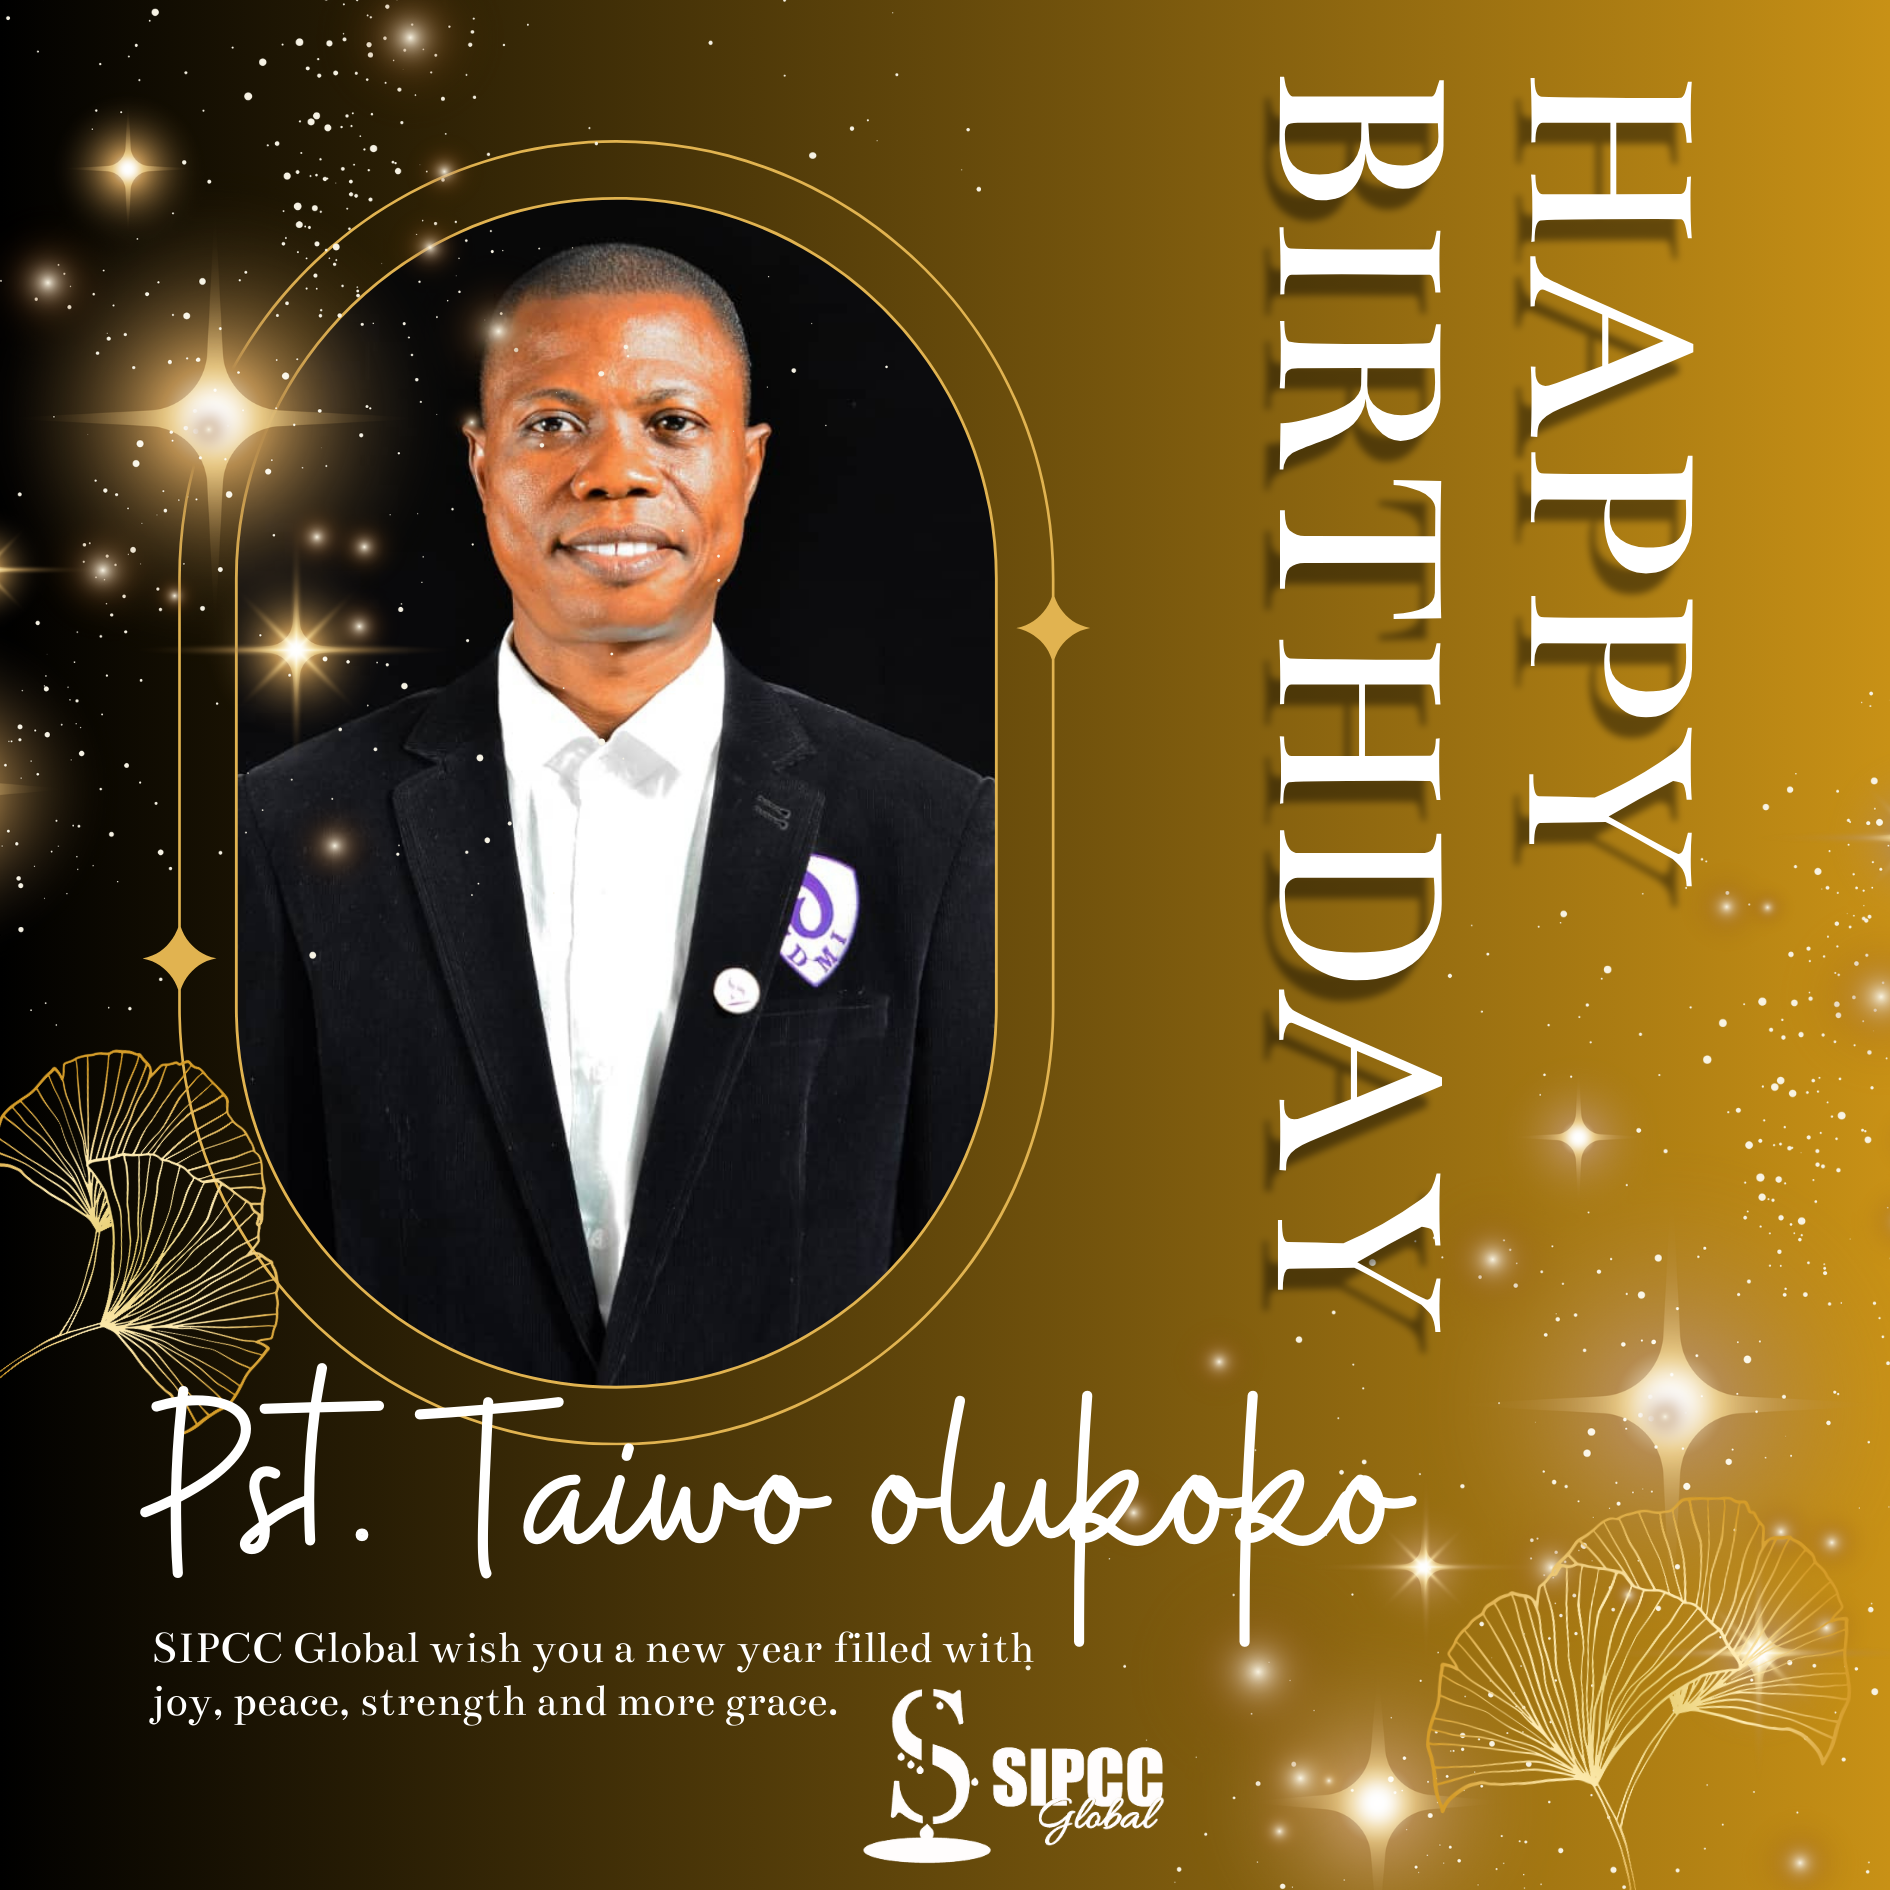 HAPPY
BIRTHDAY
DMI
S
Pst. Taiwo olukoko
SIPCC Global wish you a new year filled with
joy, peace, strength and more grace.
S
SIPCC
Global